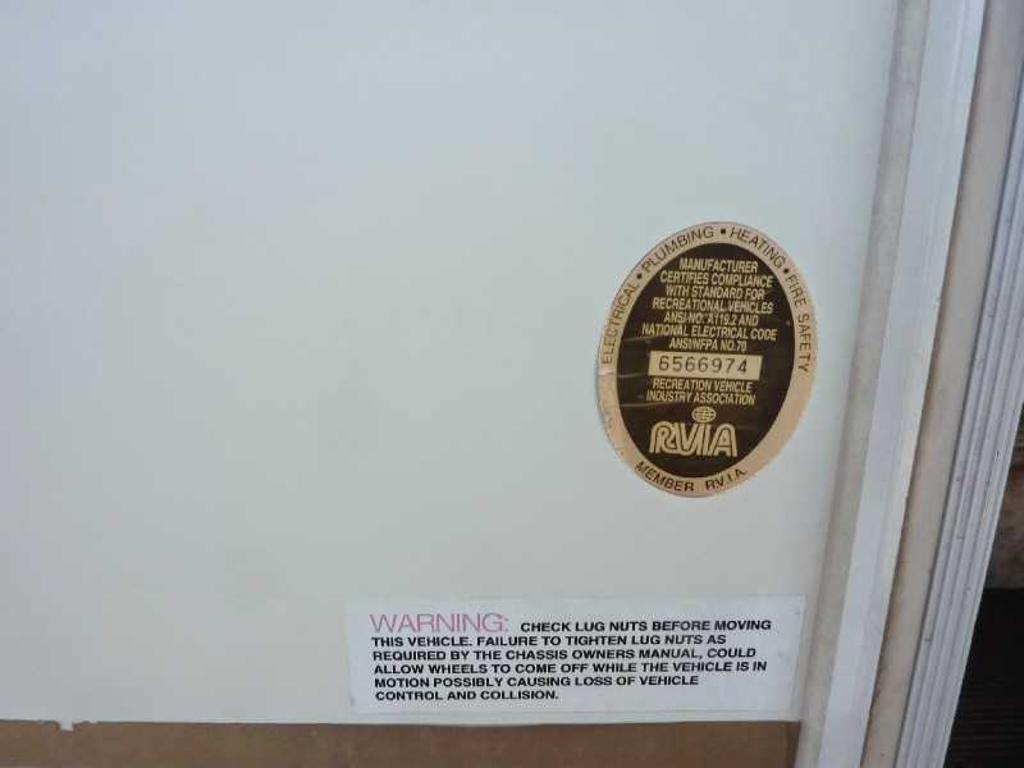 ELECTRICAL • PLUMBING • HEATING • FIRE SAFETY
MANUFACTURER
CERTIFIES COMPLIANCE
WITH STANDARD FOR
RECREATIONAL VEHICLES
ANSI NO. A119.2 AND
NATIONAL ELECTRICAL CODE
ANSI/NFPA NO.70
6566974
RECREATION VEHICLE
INDUSTRY ASSOCIATION
RVIA
MEMBER R.V.I.A.
WARNING: CHECK LUG NUTS BEFORE MOVING
THIS VEHICLE. FAILURE TO TIGHTEN LUG NUTS AS
REQUIRED BY THE CHASSIS OWNERS MANUAL, COULD
ALLOW WHEELS TO COME OFF WHILE THE VEHICLE IS IN
MOTION POSSIBLY CAUSING LOSS OF VEHICLE
CONTROL AND COLLISION.